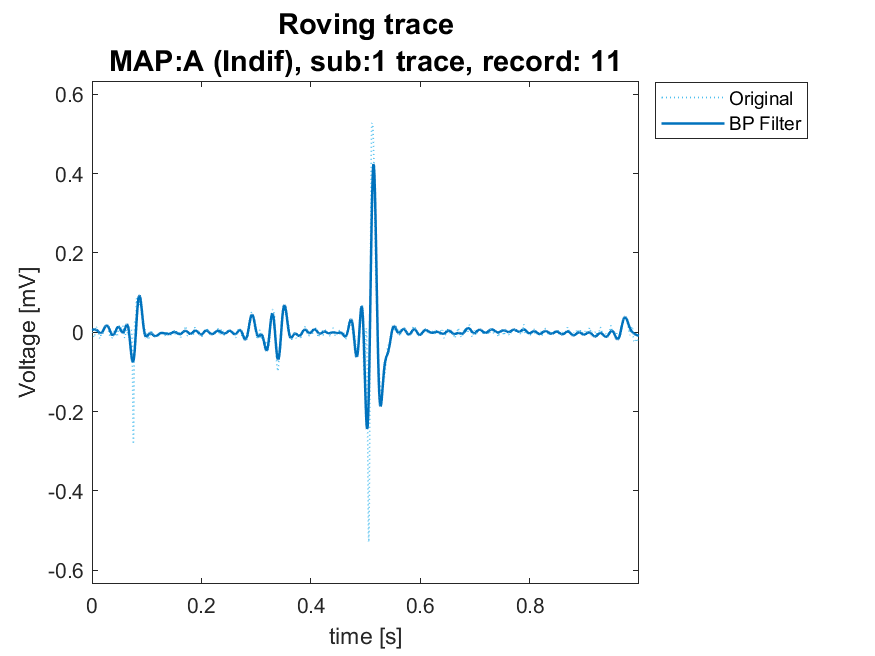 Roving trace
MAP:A (Indif), sub:1 trace, record: 11
Original
BP Filter
0.6
0.4
0.2
0
-0.2
-0.4
-0.6
Voltage [mV]
0
0.2
0.4
0.6
0.8
time [s]